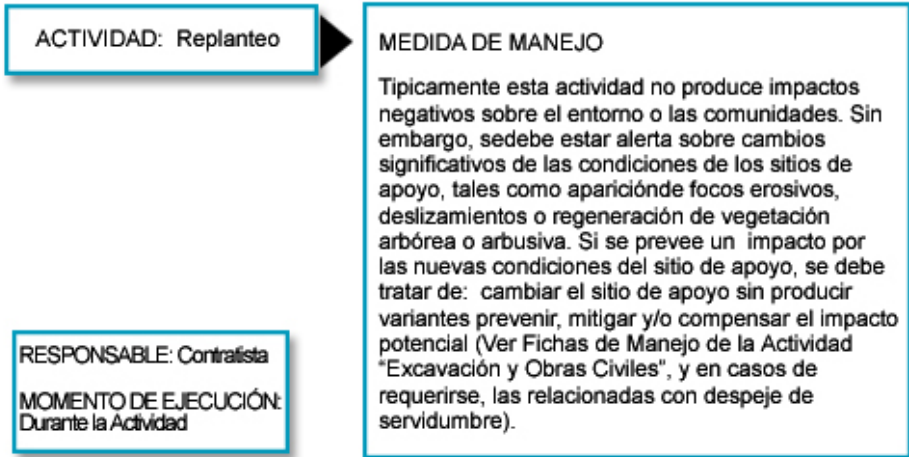 ACTIVIDAD: Replanteo
MEDIDA DE MANEJO
Tipicamente esta actividad no produce impactos
negativos sobre el entorno o las comunidades. Sin
embargo, sedebe estar alerta sobre cambios
significativos de las condiciones de los sitios de
apoyo, tales como apariciónde focos erosivos,
deslizamientos o regeneración de vegetación
arbórea o arbusiva. Si se prevee un impacto por
las nuevas condiciones del sitio de apoyo, se debe
tratar de: cambiar el sitio de apoyo sin producir
variantes prevenir, mitigar y/o compensar el impacto
potencial (Ver Fichas de Manejo de la Actividad
“Excavación y Obras Civiles”, y en casos de
requerirse, las relacionadas con despeje de
servidumbre).
RESPONSABLE: Contratista
MOMENTO DE EJECUCIÓN:
Durante la Actividad